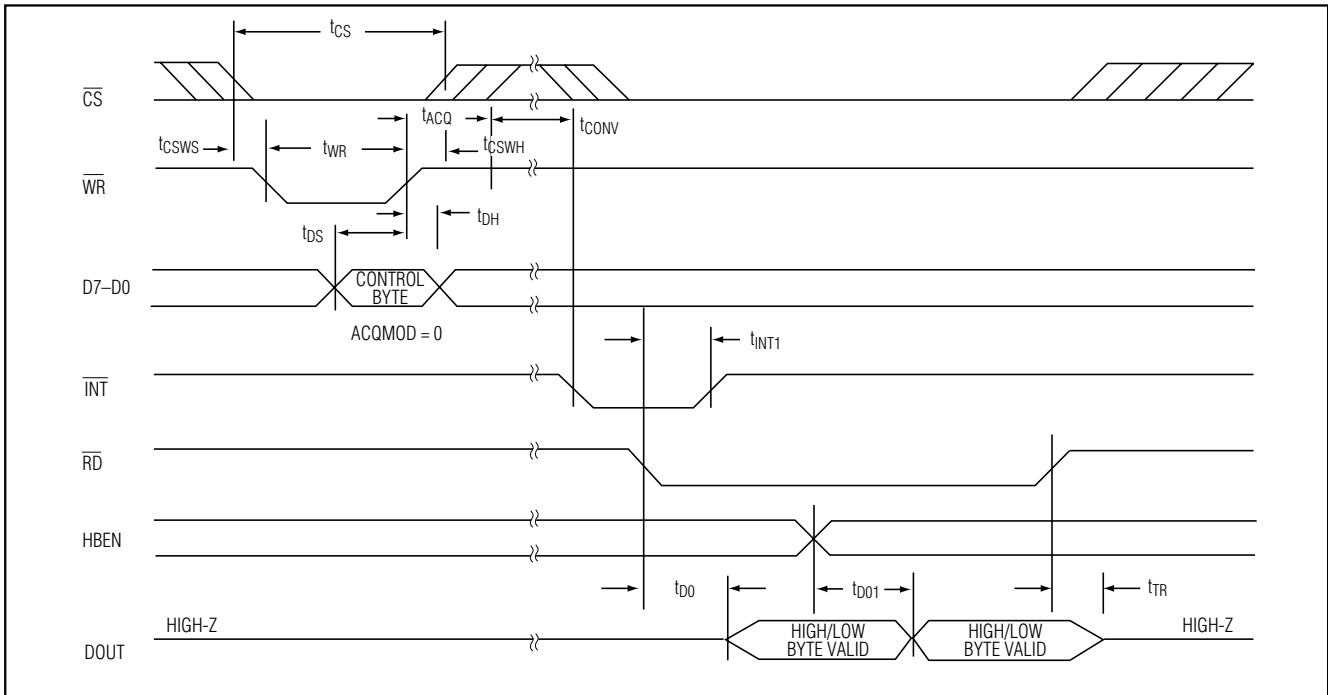 tCS
CS
tACQ
tCONV
tCSWS
tWR
tCSWH
WR
tDH
tDS
D7–D0
CONTROL
BYTE
ACQMOD = 0
tINT1
INT
RD
HBEN
tD0
tD01
tTR
HIGH-Z
HIGH/LOW
BYTE VALID
HIGH/LOW
BYTE VALID
HIGH-Z
DOUT